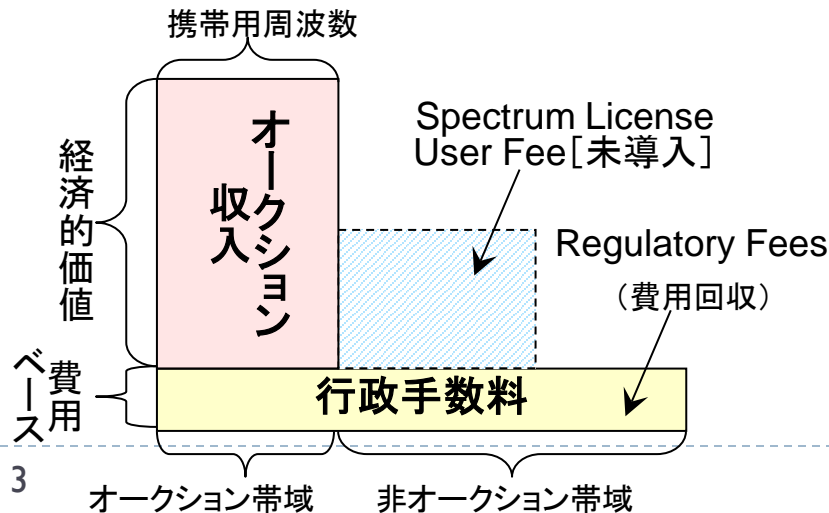 携帯用周波数
経済的価値
オークション
収入
Spectrum License
User Fee[未導入]
Regulatory Fees
(費用回収)
費用
ベース
行政手数料
オークション帯域
非オークション帯域
3